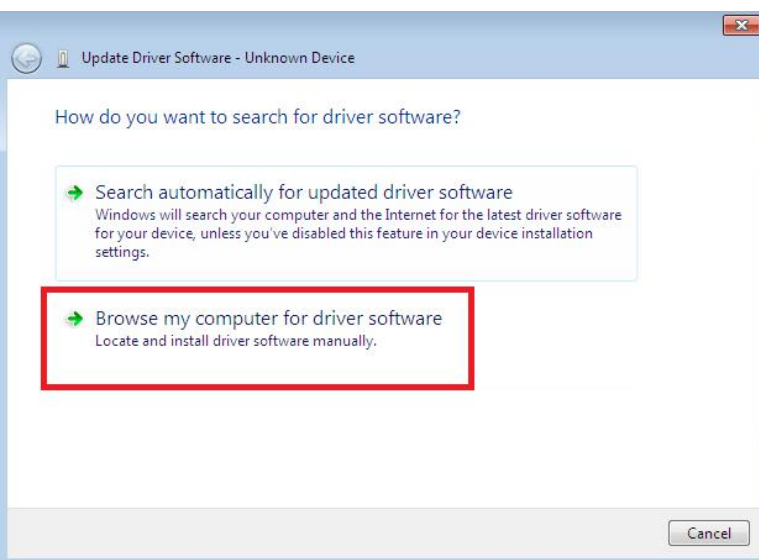 Update Driver Software - Unknown Device
How do you want to search for driver software?
Search automatically for updated driver software
Windows will search your computer and the Internet for the latest driver software
for your device, unless you've disabled this feature in your device installation
settings.
Browse my computer for driver software
Locate and install driver software manually.
Cancel